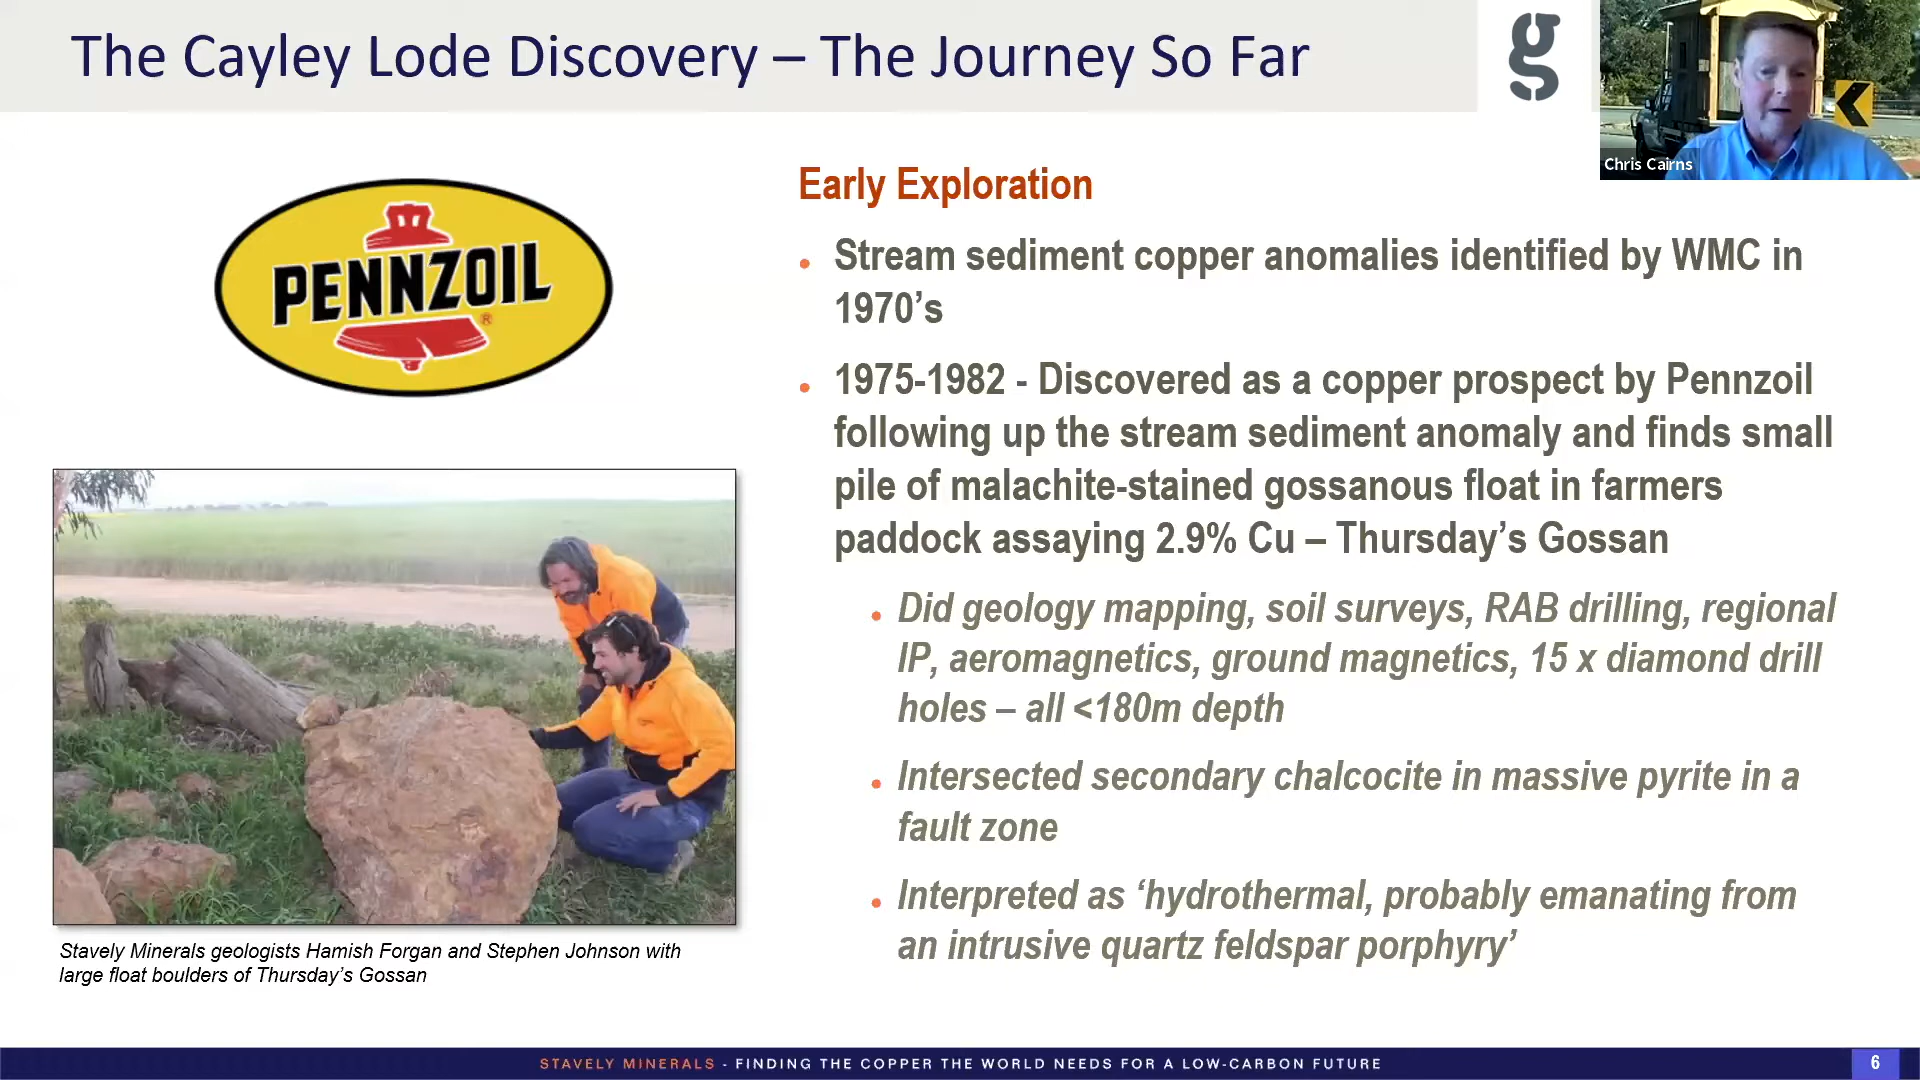 The Cayley Lode Discovery – The Journey So Far
g
Chris Cairns
PENNZOIL
®
Early Exploration
Stream sediment copper anomalies identified by WMC in
1970’s
1975-1982 - Discovered as a copper prospect by Pennzoil
following up the stream sediment anomaly and finds small
pile of malachite-stained gossanous float in farmers
paddock assaying 2.9% Cu – Thursday’s Gossan
Did geology mapping, soil surveys, RAB drilling, regional
IP, aeromagnetics, ground magnetics, 15 x diamond drill
holes – all <180m depth
Intersected secondary chalcocite in massive pyrite in a
fault zone
Interpreted as ‘hydrothermal, probably emanating from
an intrusive quartz feldspar porphyry’
Stavely Minerals geologists Hamish Forgan and Stephen Johnson with
large float boulders of Thursday’s Gossan
STAVELY MINERALS - FINDING THE COPPER THE WORLD NEEDS FOR A LOW-CARBON FUTURE
6